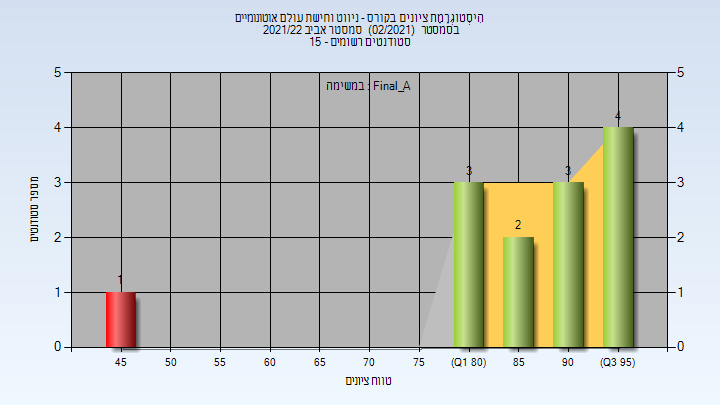 היסטוגרמת ציונים בקורס - ניווט וחישת עולם אוטונומיים
בסמסטר (02/2021) סמסטר אביב 2021/22
סטודנטים רשומים - 15
במשימה : Final_A
מספר סטודנטים
5 5
4 4
3 3
2 2
1 1
0 0
1 3 2 3 4
45 50 55 60 65 70 75 (Q1 80) 85 90 (Q3 95)
טווח ציונים